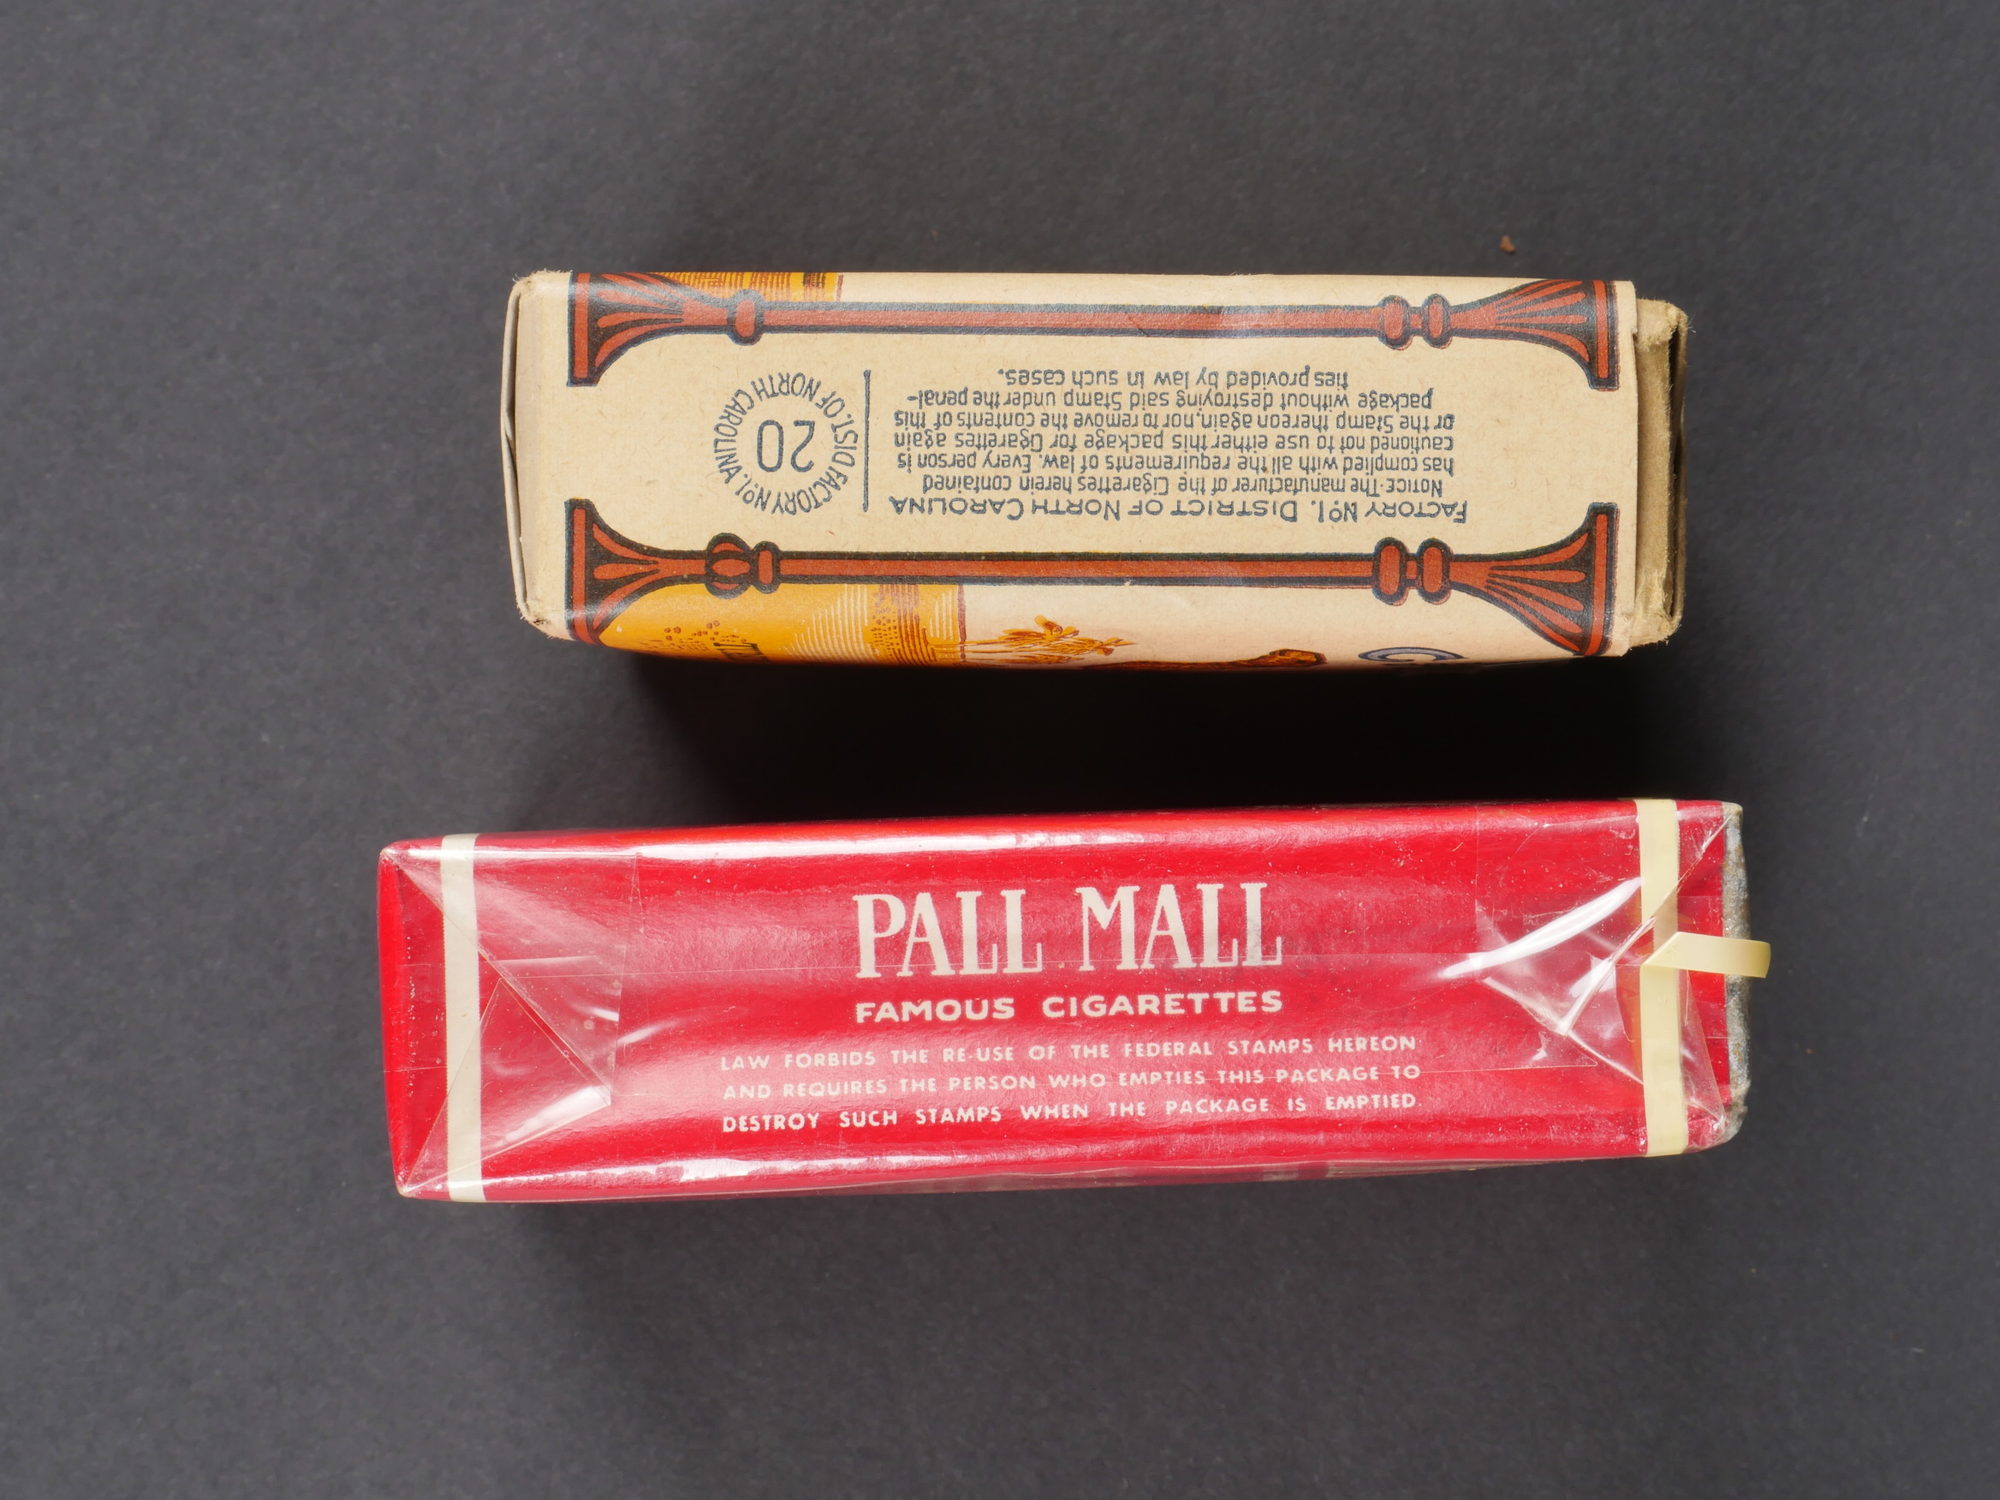 FACTORY Nº1. DISTRICT OF NORTH CAROLINA
NOTICE-The manufacturer of the Cigarettes herein contained
has complied with all the requirements of law. Every person is
cautioned not to use either this package for Cigarettes again
or the Stamp thereon again, nor to remove the contents of this
package without destroying said Stamp under the penal-
ties provided by law in such cases.
20
FACTORY Nº1. DIST. OF NORTH CAROLINA
PALL MALL
FAMOUS CIGARETTES
LAW FORBIDS THE RE-USE OF THE FEDERAL STAMPS HEREON
AND REQUIRES THE PERSON WHO EMPTIES THIS PACKAGE TO
DESTROY SUCH STAMPS WHEN THE PACKAGE IS EMPTIED